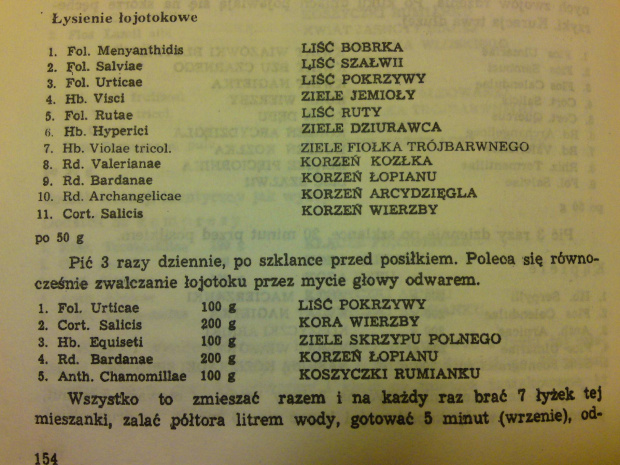 Łysienie łojotokowe
1. Fol. Menyanthidis LIŚĆ BOBRKA
2. Fol. Salviae LIŚĆ SZAŁWII
3. Fol. Urticae LIŚĆ POKRZYWY
4. Hb. Visci ZIELE JEMIOŁY
5. Fol. Rutae LIŚĆ RUTY
6. Hb. Hyperici ZIELE DZIURAWCA
7. Hb. Violae tricol. ZIELE FIOŁKA TRÓJBARWNEGO
8. Rd. Valerianae KORZEŃ KOZŁKA
9. Rd. Bardanae KORZEŃ ŁOPIANU
10. Rd. Archangelicae KORZEŃ ARCYDZIĘGLA
11. Cort. Salicis KORZEŃ WIERZBY
po 50 g
Pić 3 razy dziennie, po szklance przed posiłkiem. Poleca się równo-
cześnie zwalczanie łojotoku przez mycie głowy odwarem.
1. Fol. Urticae 100 g LIŚĆ POKRZYWY
2. Cort. Salicis 200 g KORA WIERZBY
3. Hb. Equiseti 100 g ZIELE SKRZYPU POLNEGO
4. Rd. Bardanae 200 g KORZEŃ ŁOPIANU
5. Anth. Chamomillae 100 g KOSZYCZKI RUMIANKU
Wszystko to zmieszać razem i na każdy raz brać 7 łyżek tej
mieszanki, zalać półtora litrem wody, gotować 5 minut (wrzenie), od-
154